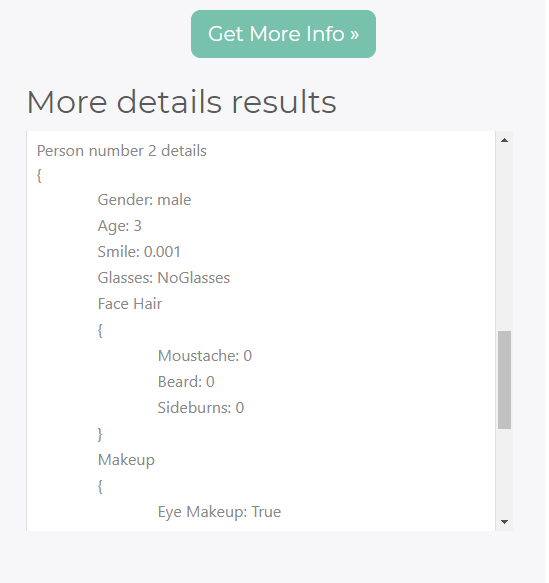 Get More Info »
More details results
Person number 2 details
{
Gender: male
Age: 3
Smile: 0.001
Glasses: NoGlasses
Face Hair
{
Moustache: 0
Beard: 0
Sideburns: 0
}
Makeup
{
Eye Makeup: True